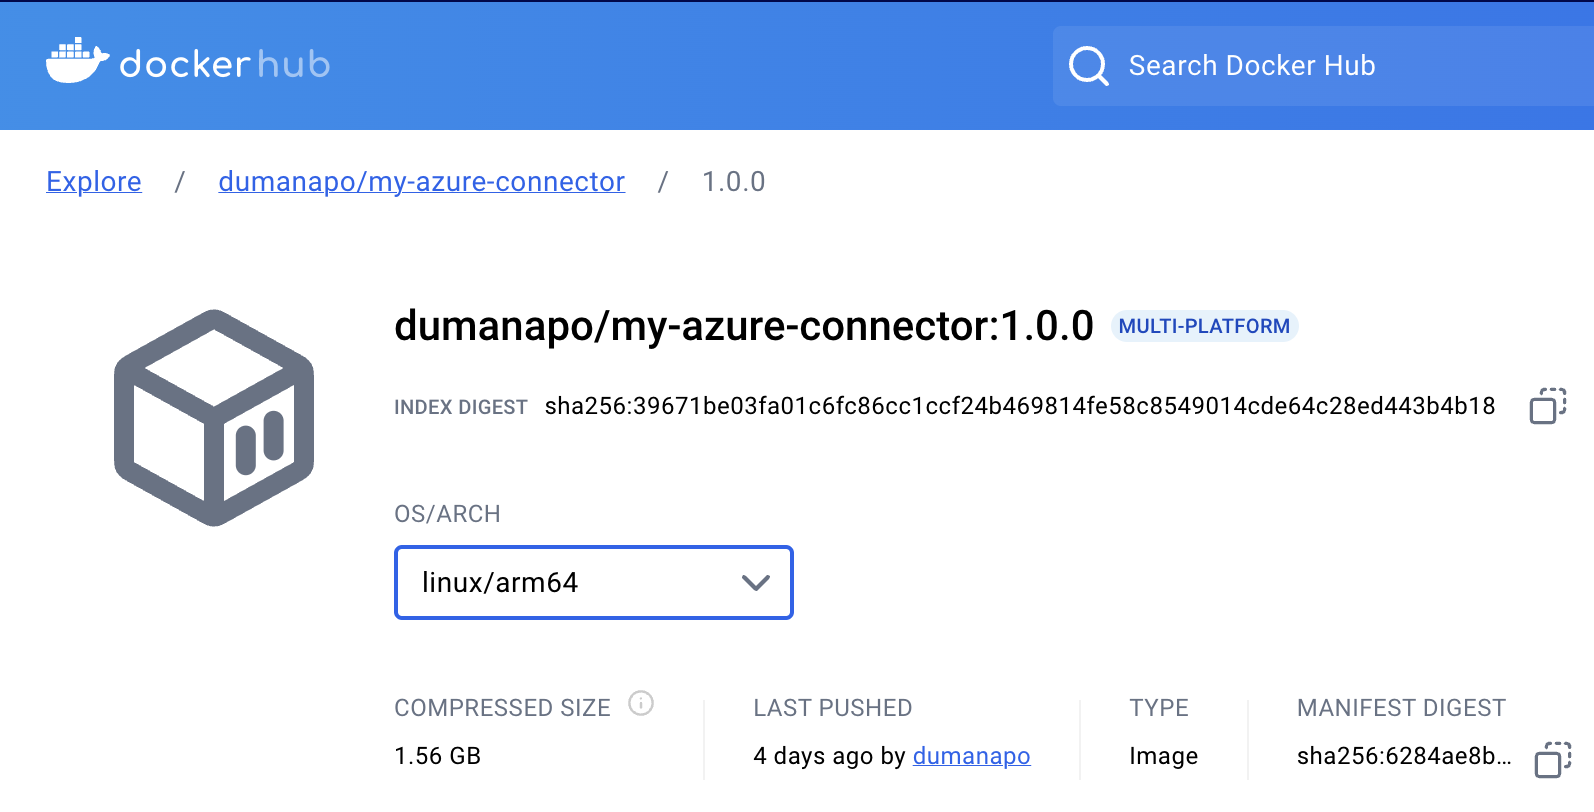 dockerhub
Search Docker Hub
Explore / dumanapo/my-azure-connector / 1.0.0
dumanapo/my-azure-connector:1.0.0 MULTI-PLATFORM
INDEX DIGEST sha256:39671be03fa01c6fc86cc1ccf24b469814fe58c8549014cde64c28ed443b4b18
OS/ARCH
linux/arm64
COMPRESSED SIZE
1.56 GB
LAST PUSHED
4 days ago by dumanapo
TYPE
Image
MANIFEST DIGEST
sha256:6284ae8b...